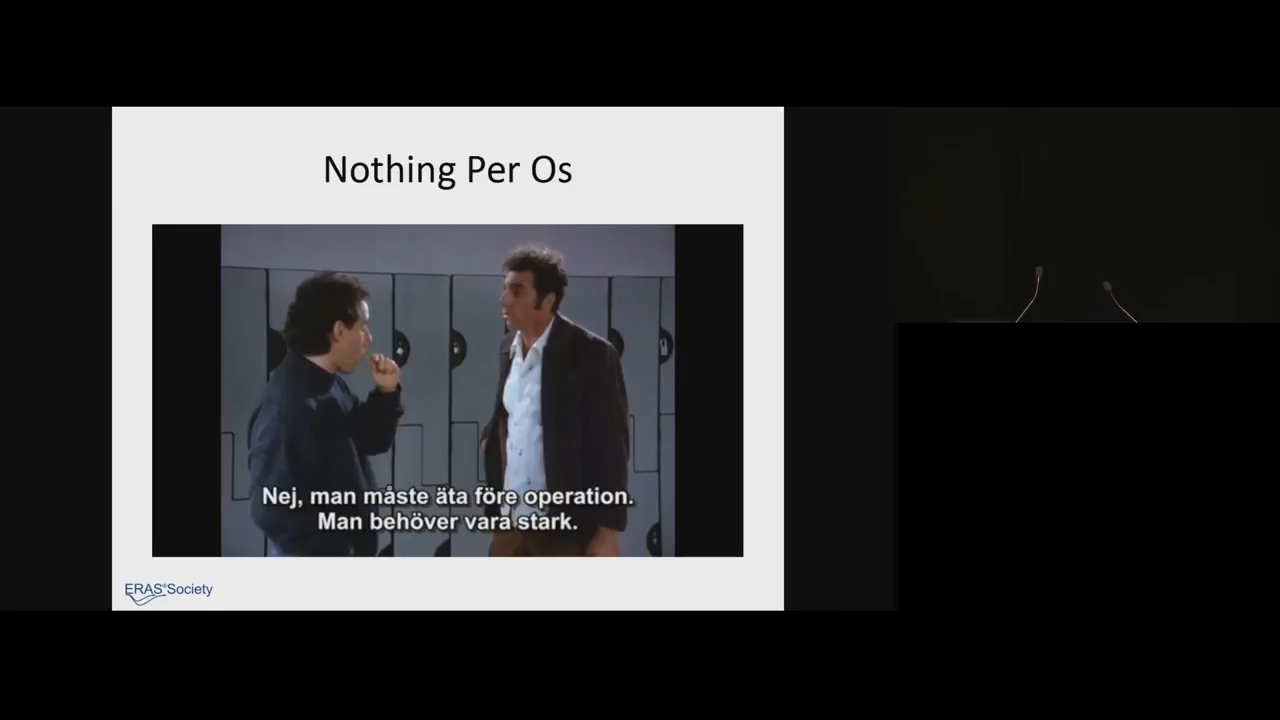 Nothing Per Os
Nej, man måste äta före operation.
Man behöver vara stark.
ERAS®Society